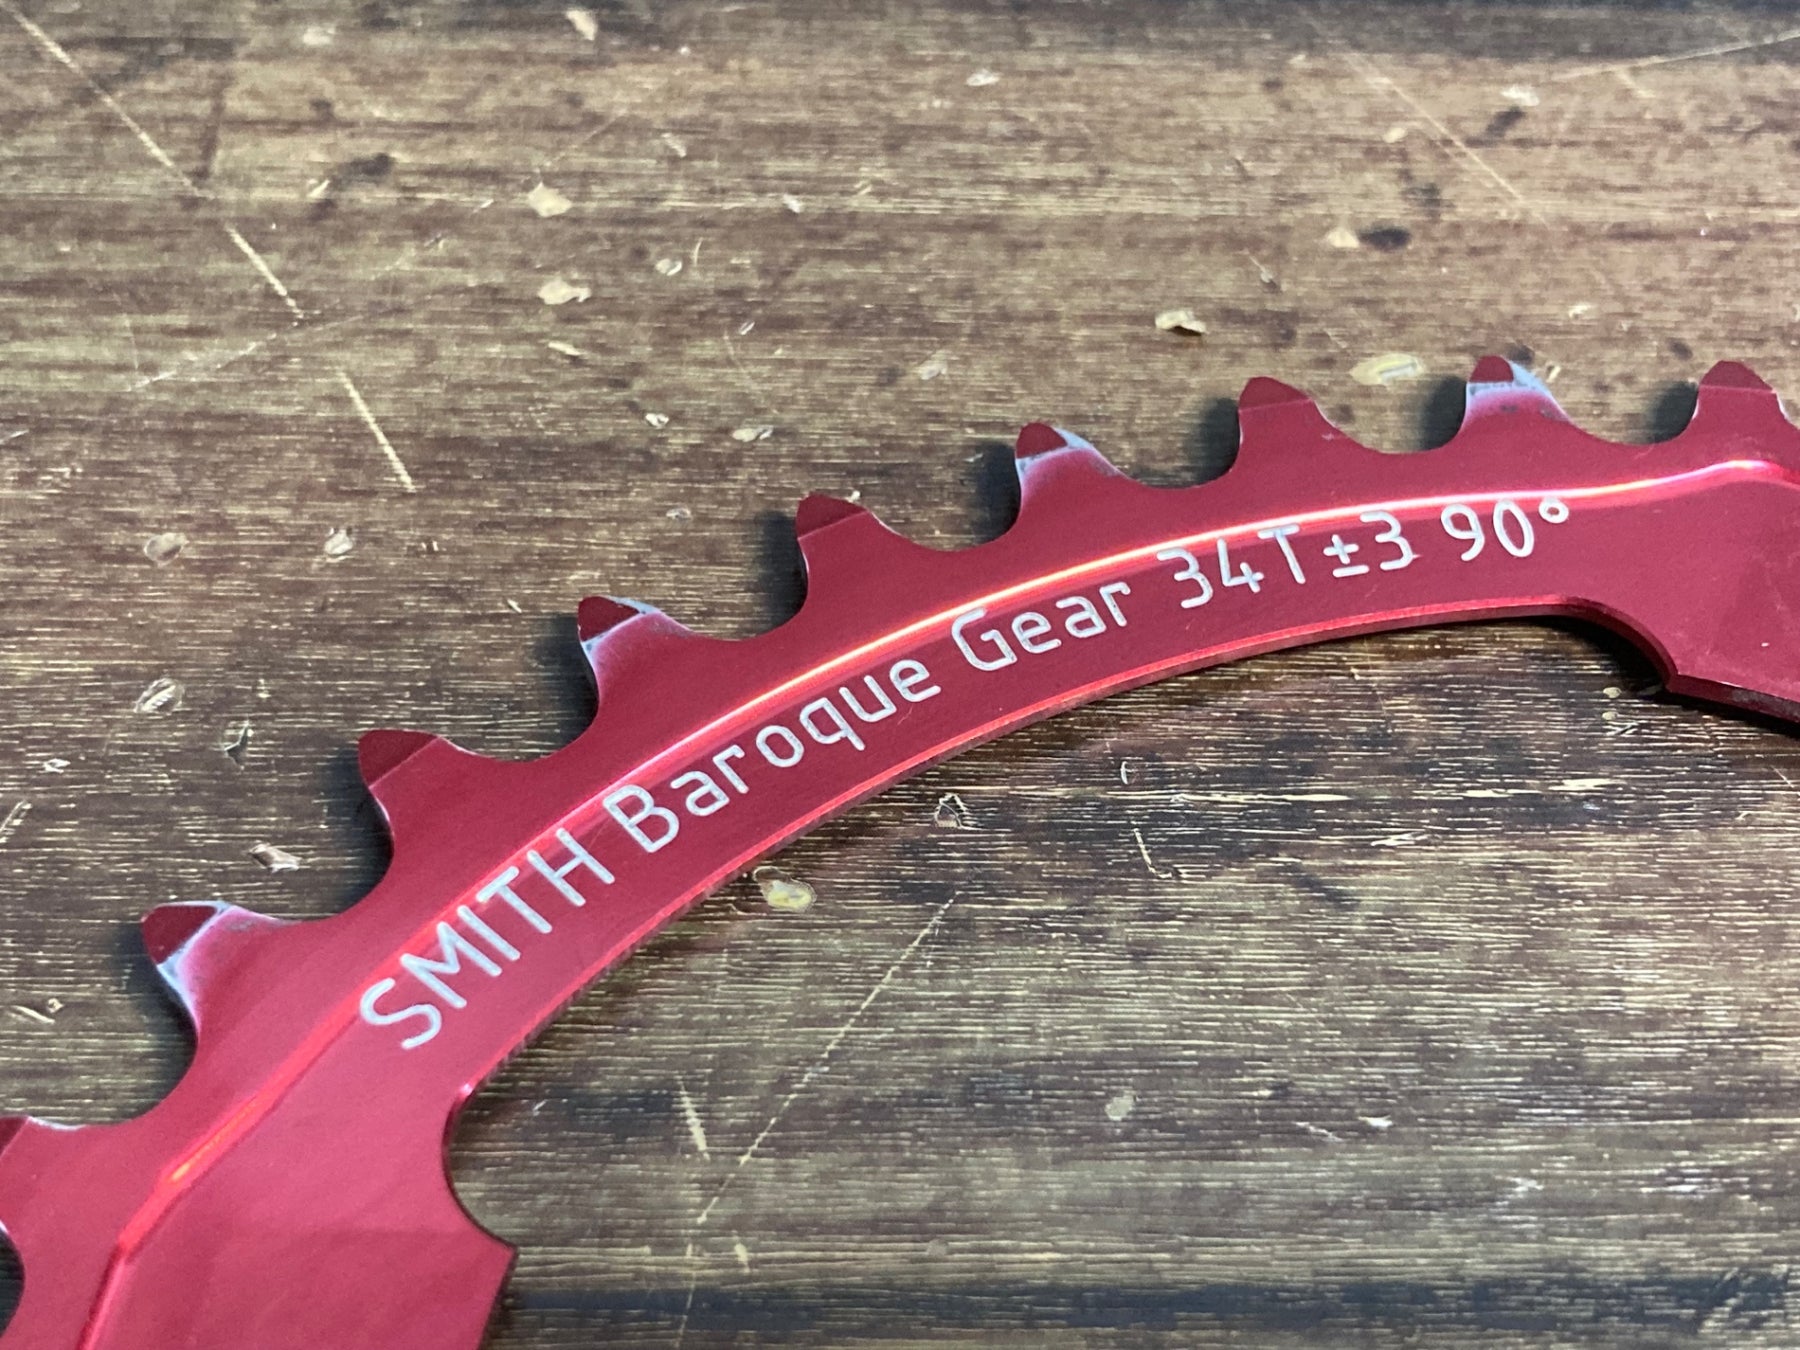 SMITH Baroque Gear 34T±3 90°